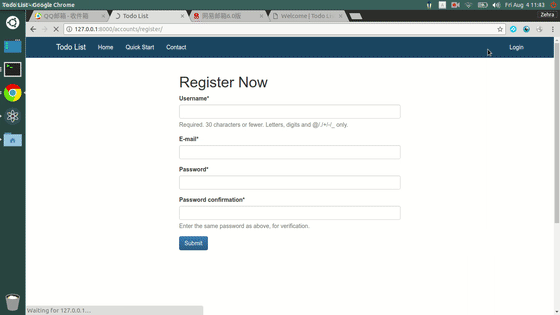 Todo List - Google Chrome
Fri Aug 4 11:43
Zehra
QQ邮箱 - 收件箱
Todo List
网易邮箱6.0版
Welcome | Todo Lis
127.0.0.1:8000/accounts/register/
Todo List Home Quick Start Contact Login
Register Now
Username*
Required. 30 characters or fewer. Letters, digits and @/./+/-/_ only.
E-mail*
Password*
Password confirmation*
Enter the same password as above, for verification.
Submit
Waiting for 127.0.0.1...